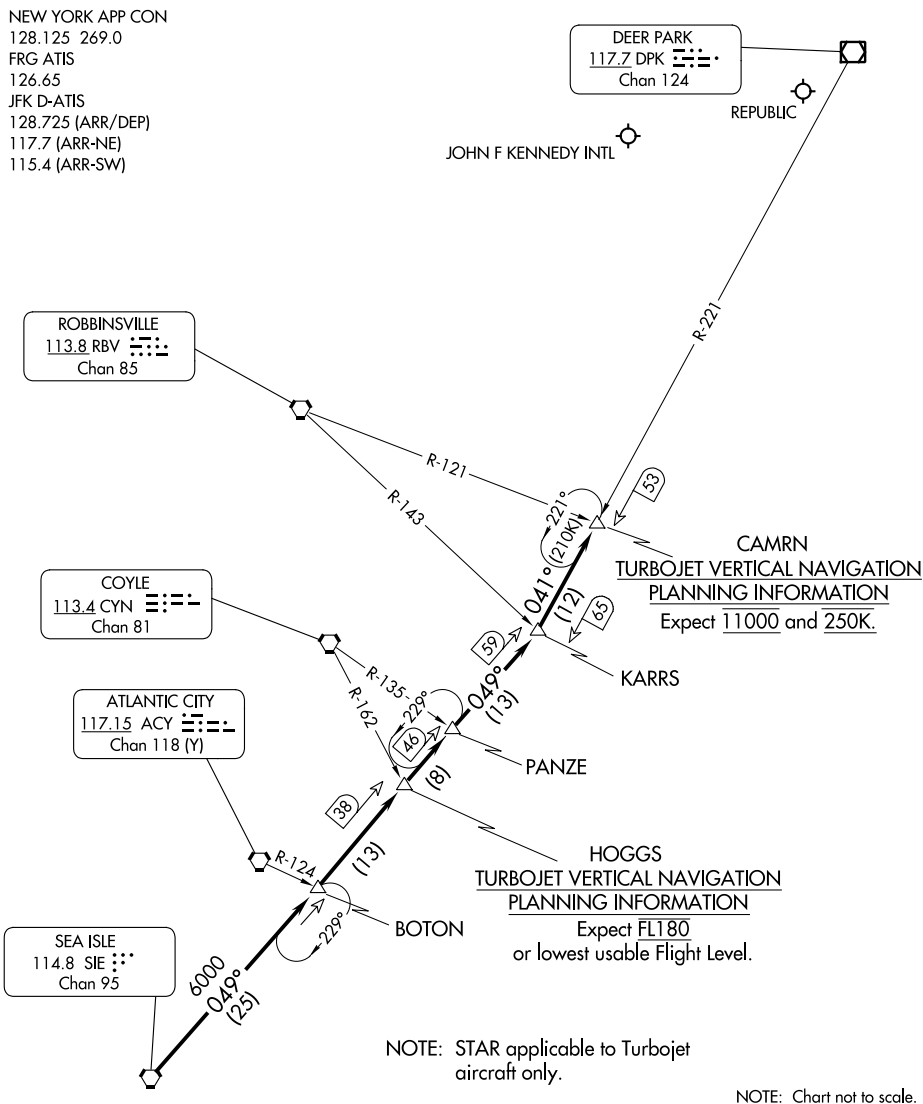 NEW YORK APP CON
128.125 269.0
FRG ATIS
126.65
JFK D-ATIS
128.725 (ARR/DEP)
117.7 (ARR-NE)
115.4 (ARR-SW)
DEER PARK
117.7 DPK
Chan 124
REPUBLIC
JOHN F KENNEDY INTL
R-221
ROBBINSVILLE
113.8 RBV
Chan 85
R-121
R-143
53
221°
(210K)
041°
(12)
CAMRN
TURBOJET VERTICAL NAVIGATION
PLANNING INFORMATION
Expect 11000 and 250K.
65
59
KARRS
COYLE
113.4 CYN
Chan 81
R-135
R-162
229°
049°
(13)
46
PANZE
(8)
ATLANTIC CITY
117.15 ACY
Chan 118 (Y)
38
(13)
R-124
HOGGS
TURBOJET VERTICAL NAVIGATION
PLANNING INFORMATION
Expect FL180
or lowest usable Flight Level.
BOTON
229°
SEA ISLE
114.8 SIE
Chan 95
6000
049°
(25)
NOTE: STAR applicable to Turbojet
aircraft only.
NOTE: Chart not to scale.